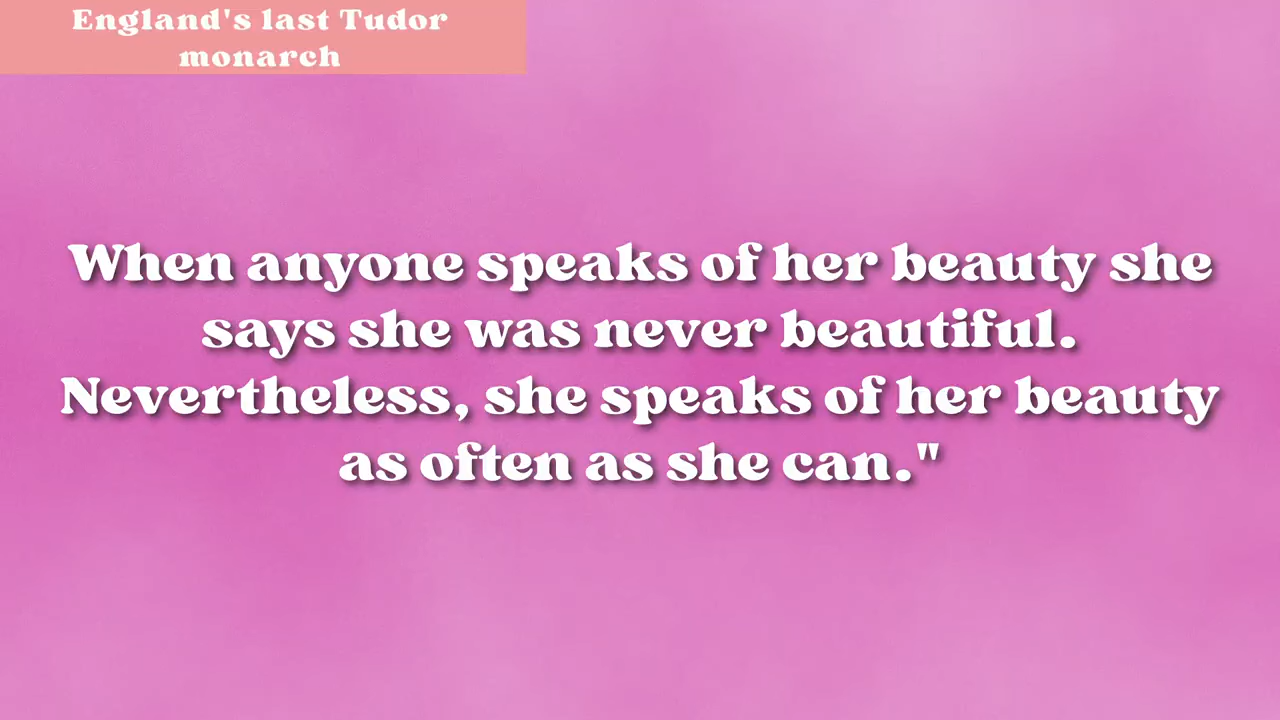 England's last Tudor
monarch
When anyone speaks of her beauty she
says she was never beautiful.
Nevertheless, she speaks of her beauty
as often as she can."